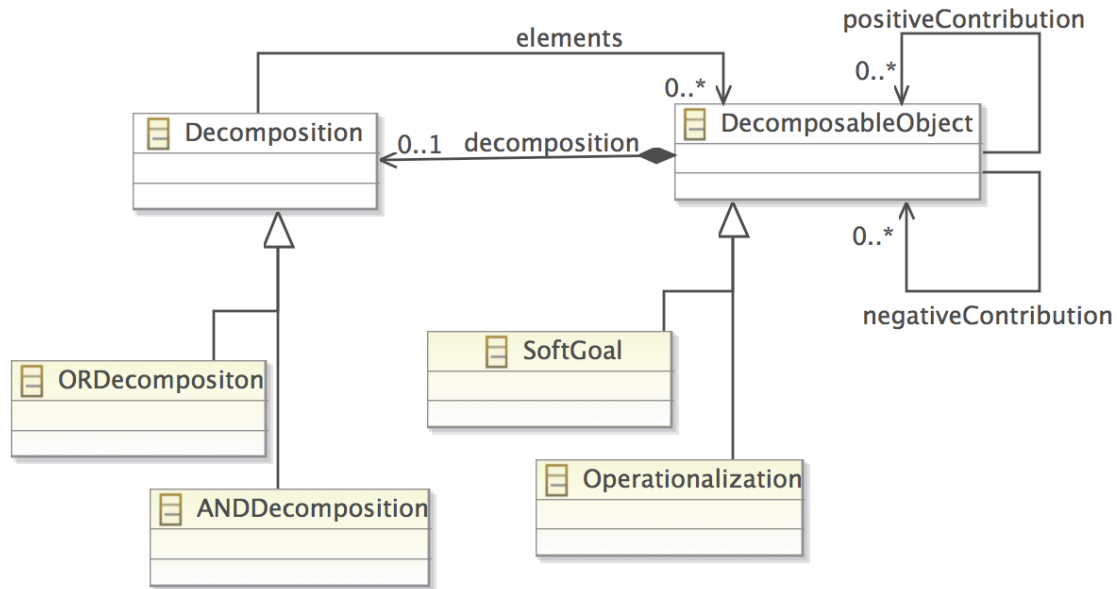 positiveContribution
elements
0..*
0..*
Decomposition
DecomposableObject
0..1
decomposition
0..*
negativeContribution
SoftGoal
ORDecompositon
Operationalization
ANDDecomposition